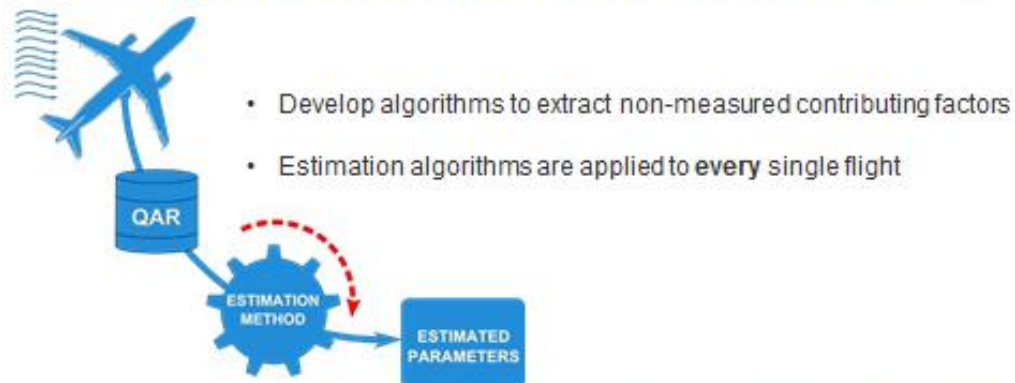 • Develop algorithms to extract non-measured contributing factors
• Estimation algorithms are applied to every single flight
QAR
ESTIMATION
METHOD
ESTIMATED
PARAMETERS